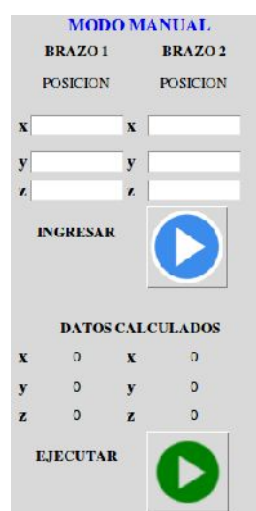 MODO MANUAL
BRAZO 1 BRAZO 2
POSICION POSICION
x x
y y
z z
INGRESAR
DATOS CALCULADOS
x 0 x 0
y 0 y 0
z 0 z 0
EJECUTAR